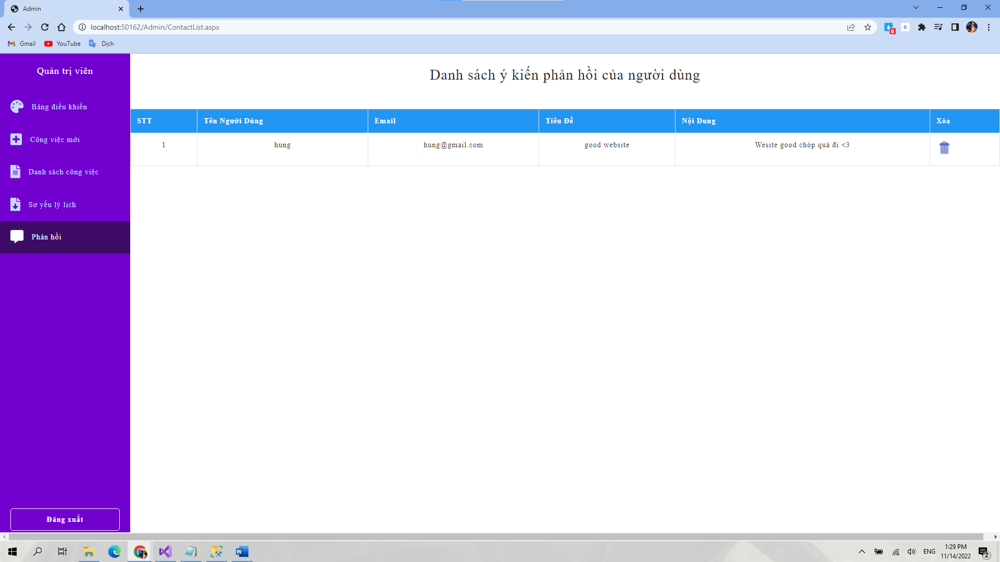 Admin
localhost:50162/Admin/ContactList.aspx
B
0
Gmail
YouTube
Dịch
Quản trị viên
Bảng điều khiển
Công việc mới
Danh sách công việc
Sơ yếu lý lịch
Phản hồi
Đăng xuất
Danh sách ý kiến phản hồi của người dùng
STT Tên Người Dùng Email Tiêu Đề Nội Dung Xóa
1 hung hung@gmail.com good website Wesite good chóp quá đi <3
ENG
1:29 PM
11/14/2022
2